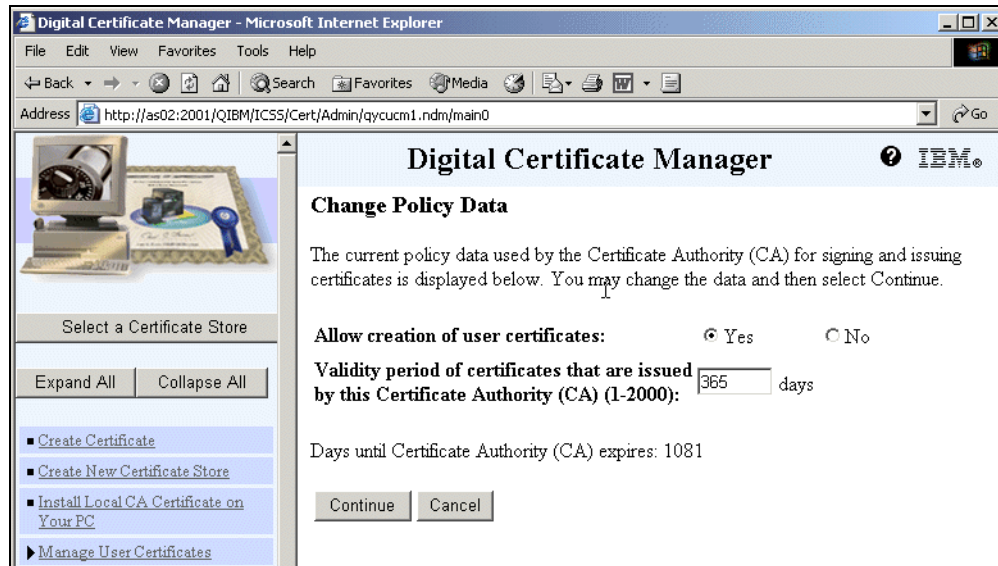 Digital Certificate Manager - Microsoft Internet Explorer
File Edit View Favorites Tools Help
Back Search Favorites Media
Address http://as02:2001/QIBM/ICSS/Cert/Admin/qycucm1.ndm/main0 Go
Digital Certificate Manager ? IBM®
Select a Certificate Store
Expand All Collapse All
Create Certificate
Create New Certificate Store
Install Local CA Certificate on
Your PC
Manage User Certificates
Change Policy Data
The current policy data used by the Certificate Authority (CA) for signing and issuing
certificates is displayed below. You may change the data and then select Continue.
Allow creation of user certificates: Yes No
Validity period of certificates that are issued
by this Certificate Authority (CA) (1-2000): 365 days
Days until Certificate Authority (CA) expires: 1081
Continue Cancel